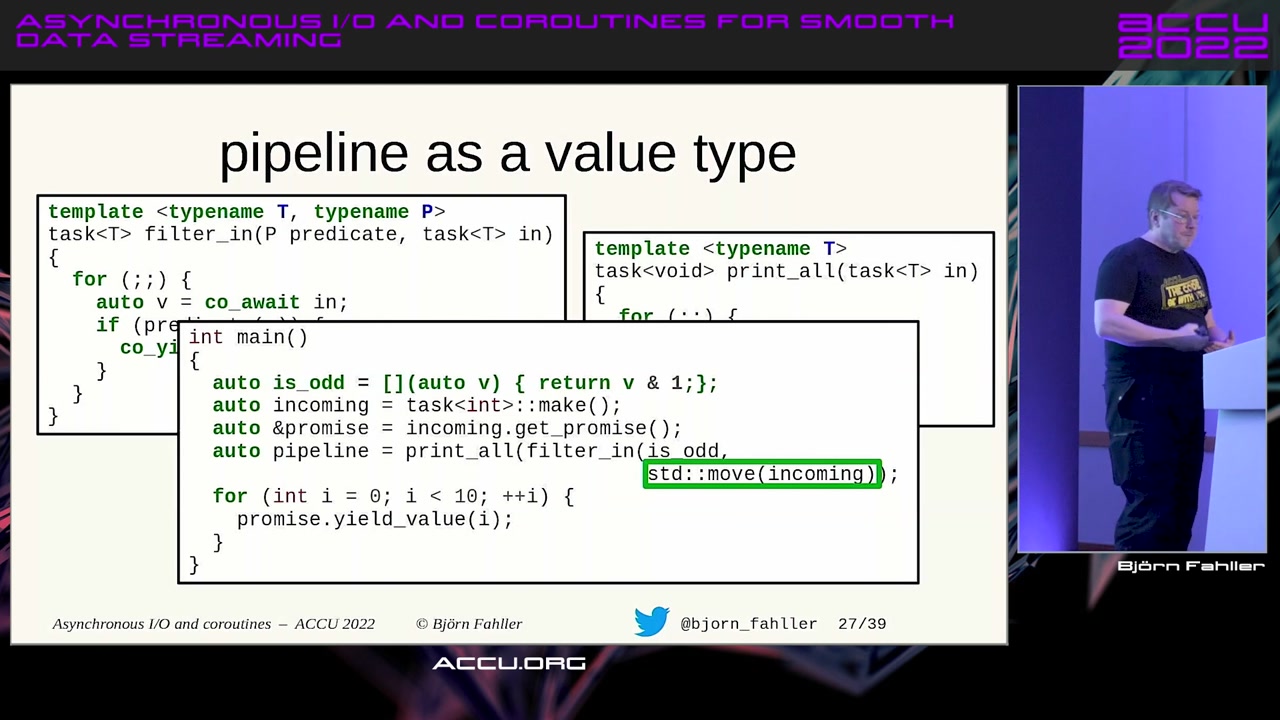 ASYNCHRONOUS I/O AND COROUTINES FOR SMOOTH
DATA STREAMING
ACCU
2022
pipeline as a value type
template <typename T, typename P>
task<T> filter_in(P predicate, task<T> in)
{
for (;;) {
auto v = co_await in;
if (pre
co_yi
}
}
}
template <typename T>
task<void> print_all(task<T> in)
{
for (;;) {
int main()
{
auto is_odd = [](auto v) { return v & 1;};
auto incoming = task<int>::make();
auto &promise = incoming.get_promise();
auto pipeline = print_all(filter_in(is_odd,
std::move(incoming));
for (int i = 0; i < 10; ++i) {
promise.yield_value(i);
}
}
Asynchronous I/O and coroutines – ACCU 2022 © Björn Fahller @bjorn_fahller 27/39
Björn Fahller
ACCU.ORG